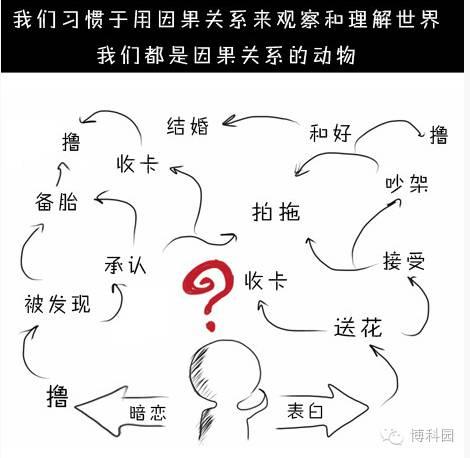 我们习惯于用因果关系来观察和理解世界
我们都是因果关系的动物
撸
结婚
和好
撸
收卡
备胎
拍拖
吵架
承认
收卡
接受
被发现
送花
撸
暗恋
表白
博科园